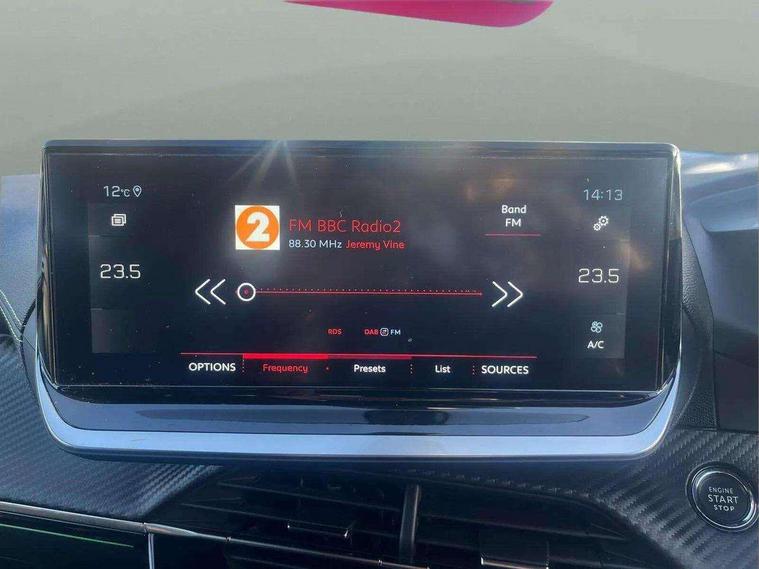 12°C
14:13
2
FM BBC Radio2
88.30 MHz Jeremy Vine
Band
FM
23.5
23.5
RDS
DAB FM
A/C
OPTIONS
Frequency
Presets
List
SOURCES
ENGINE
START
STOP